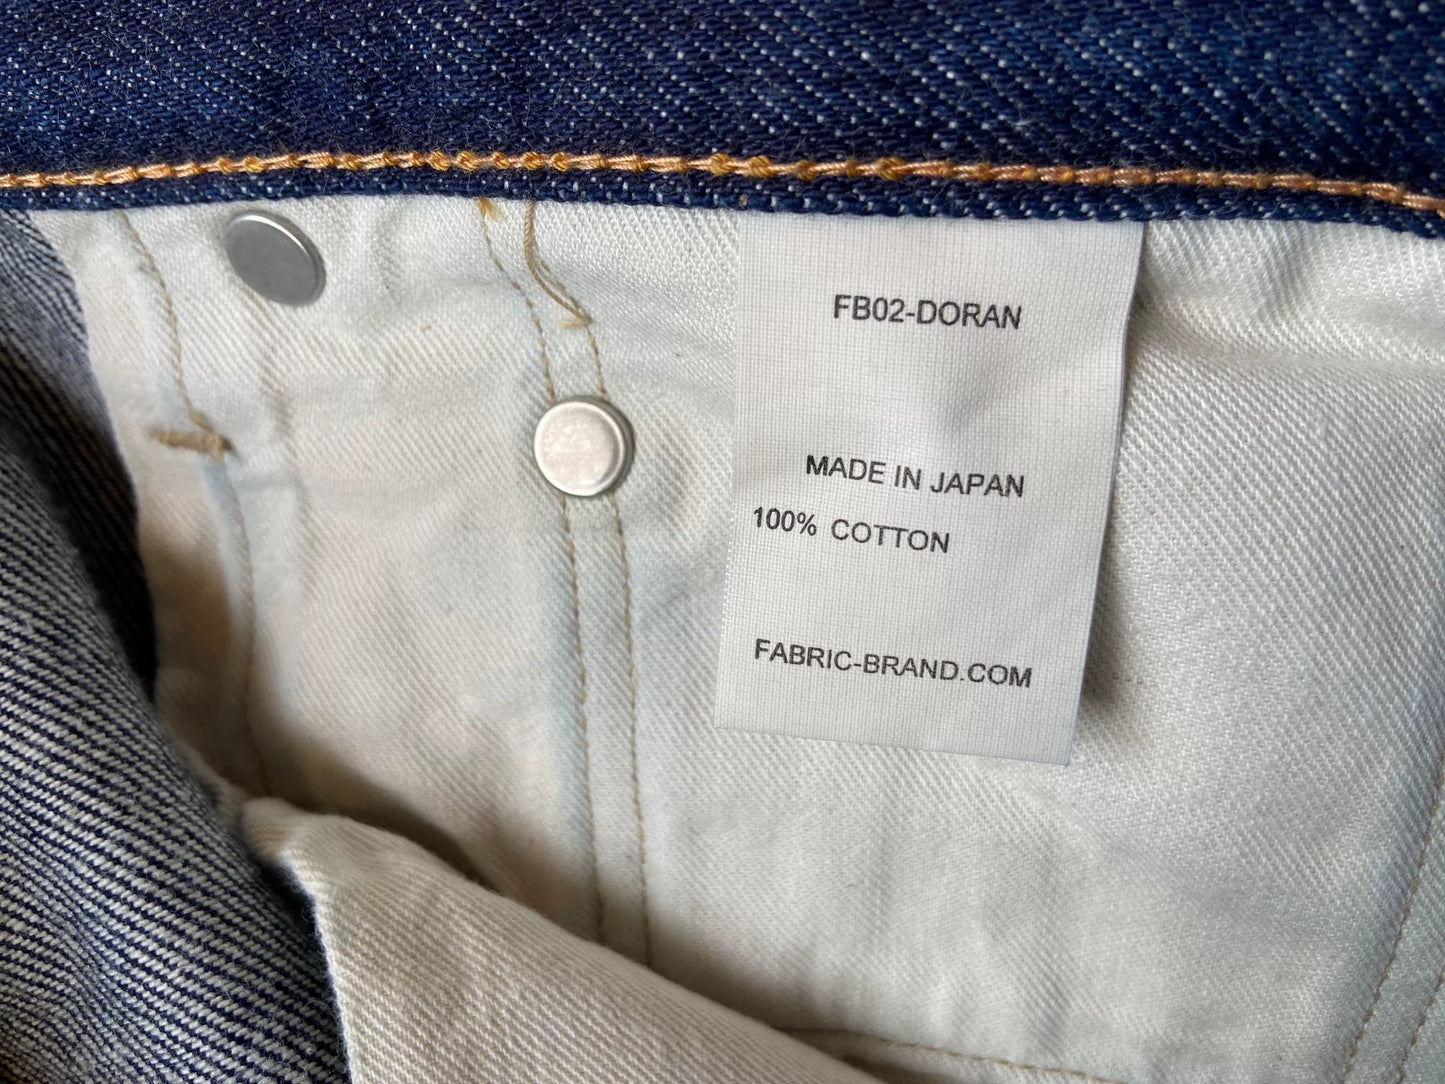 FB02-DORAN
MADE IN JAPAN
100% COTTON
FABRIC-BRAND.COM